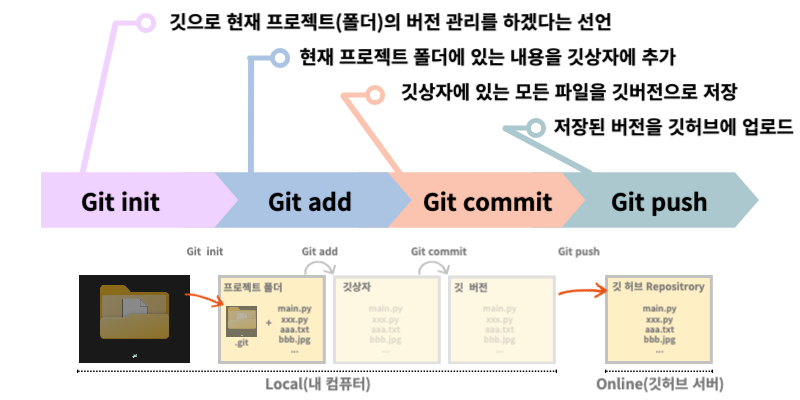 깃으로 현재 프로젝트(폴더)의 버전 관리를 하겠다는 선언
현재 프로젝트 폴더에 있는 내용을 깃상자에 추가
깃상자에 있는 모든 파일을 깃버전으로 저장
저장된 버전을 깃허브에 업로드
Git init
Git add
Git commit
Git push
Git init
Git add
Git commit
Git push
프로젝트 폴더
.git
+
main.py
xxx.py
aaa.txt
bbb.jpg
...
깃상자
main.py
xxx.py
aaa.txt
bbb.jpg
...
깃 버전
main.py
xxx.py
aaa.txt
bbb.jpg
...
깃 허브 Repositrory
main.py
xxx.py
aaa.txt
bbb.jpg
...
Local(내 컴퓨터)
Online(깃허브 서버)